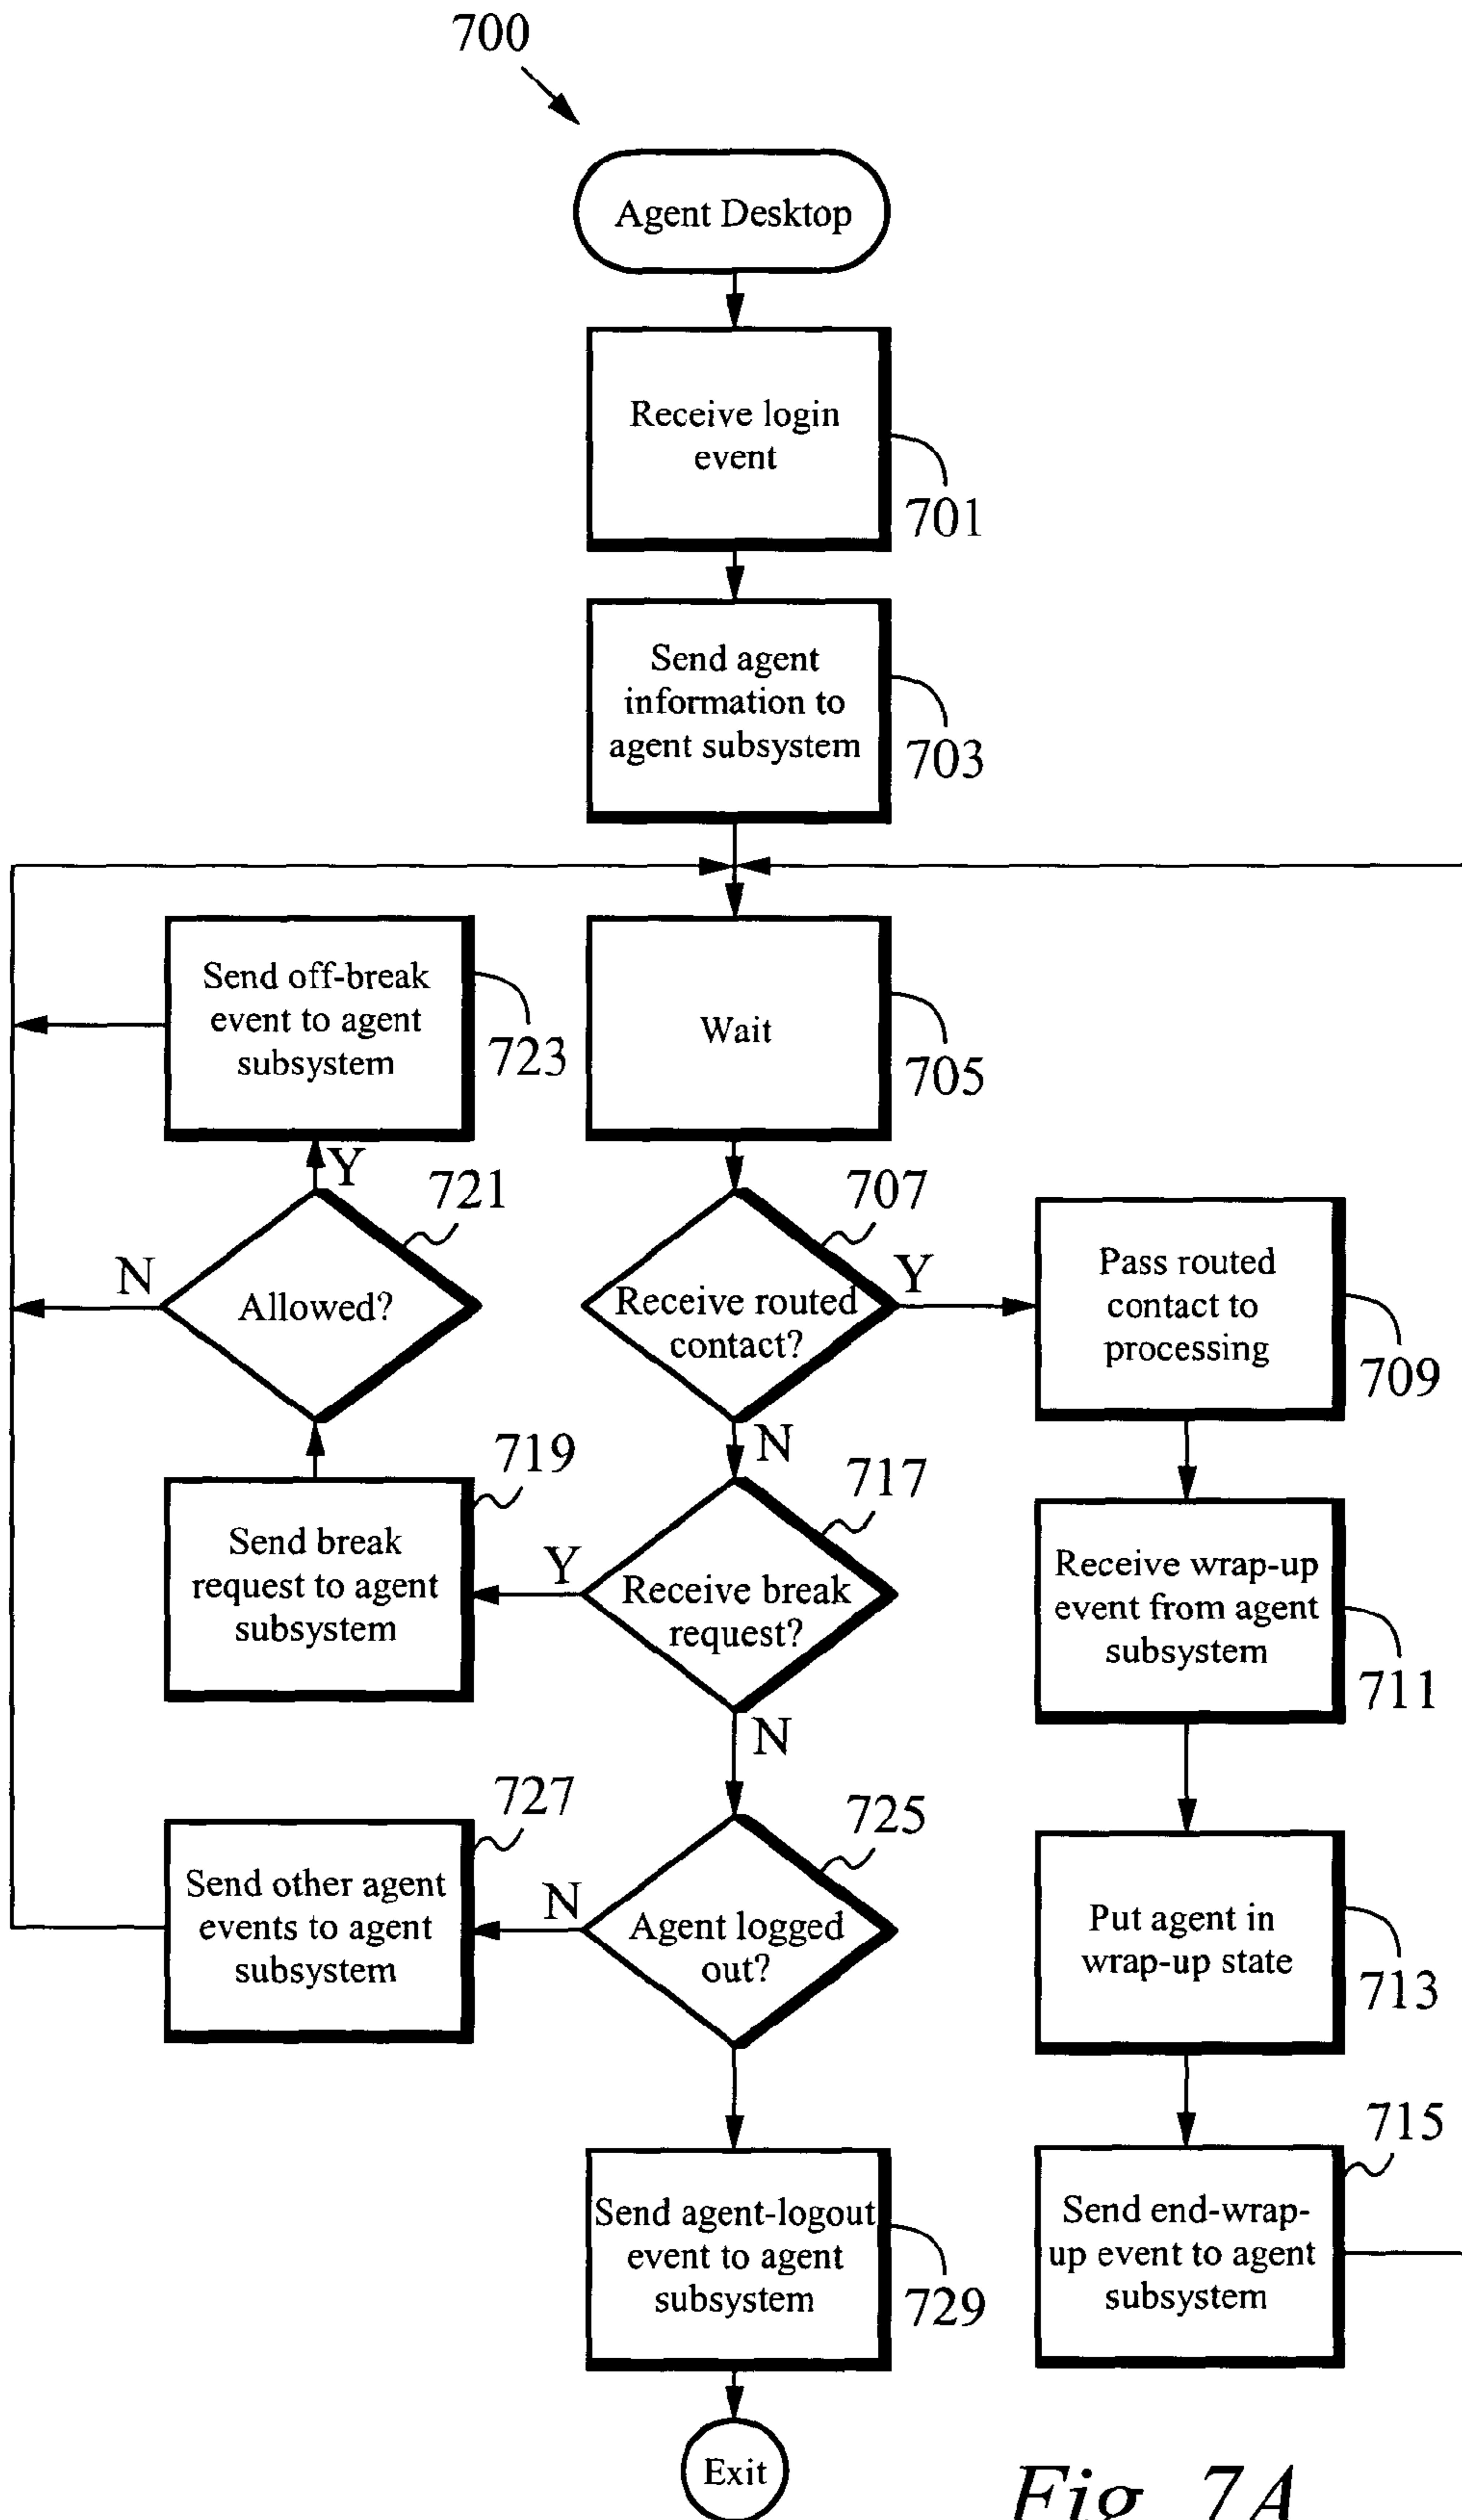 700
Agent Desktop
Receive login
event
701
Send agent
information to
agent subsystem
703
Send off-break
event to agent
subsystem
723
Wait
705
Y
721
N
Allowed?
707
Receive routed
contact?
Y
Pass routed
contact to
processing
709
N
719
Send break
request to agent
subsystem
717
Y
Receive break
request?
Receive wrap-up
event from agent
subsystem
711
N
727
Send other agent
events to agent
subsystem
725
N
Agent logged
out?
Put agent in
wrap-up state
713
Send agent-logout
event to agent
subsystem
729
715
Send end-wrap-
up event to agent
subsystem
Exit
Fig. 7A